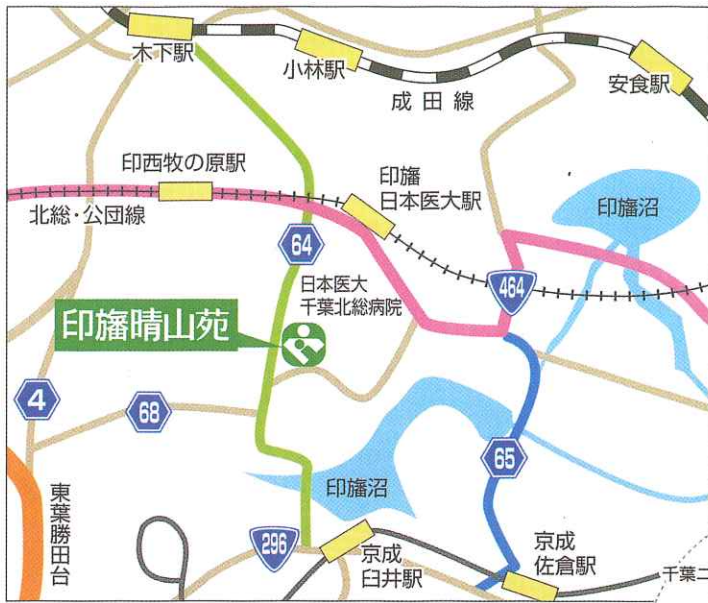 木下駅
小林駅
成田線
安食駅
印西牧の原駅
北総・公団線
印旛
日本医大駅
印旛沼
64
日本医大
千葉北総病院
464
印旛晴山苑
4
68
65
印旛沼
東葉勝田台
296
京成
臼井駅
京成
佐倉駅
千葉ニ